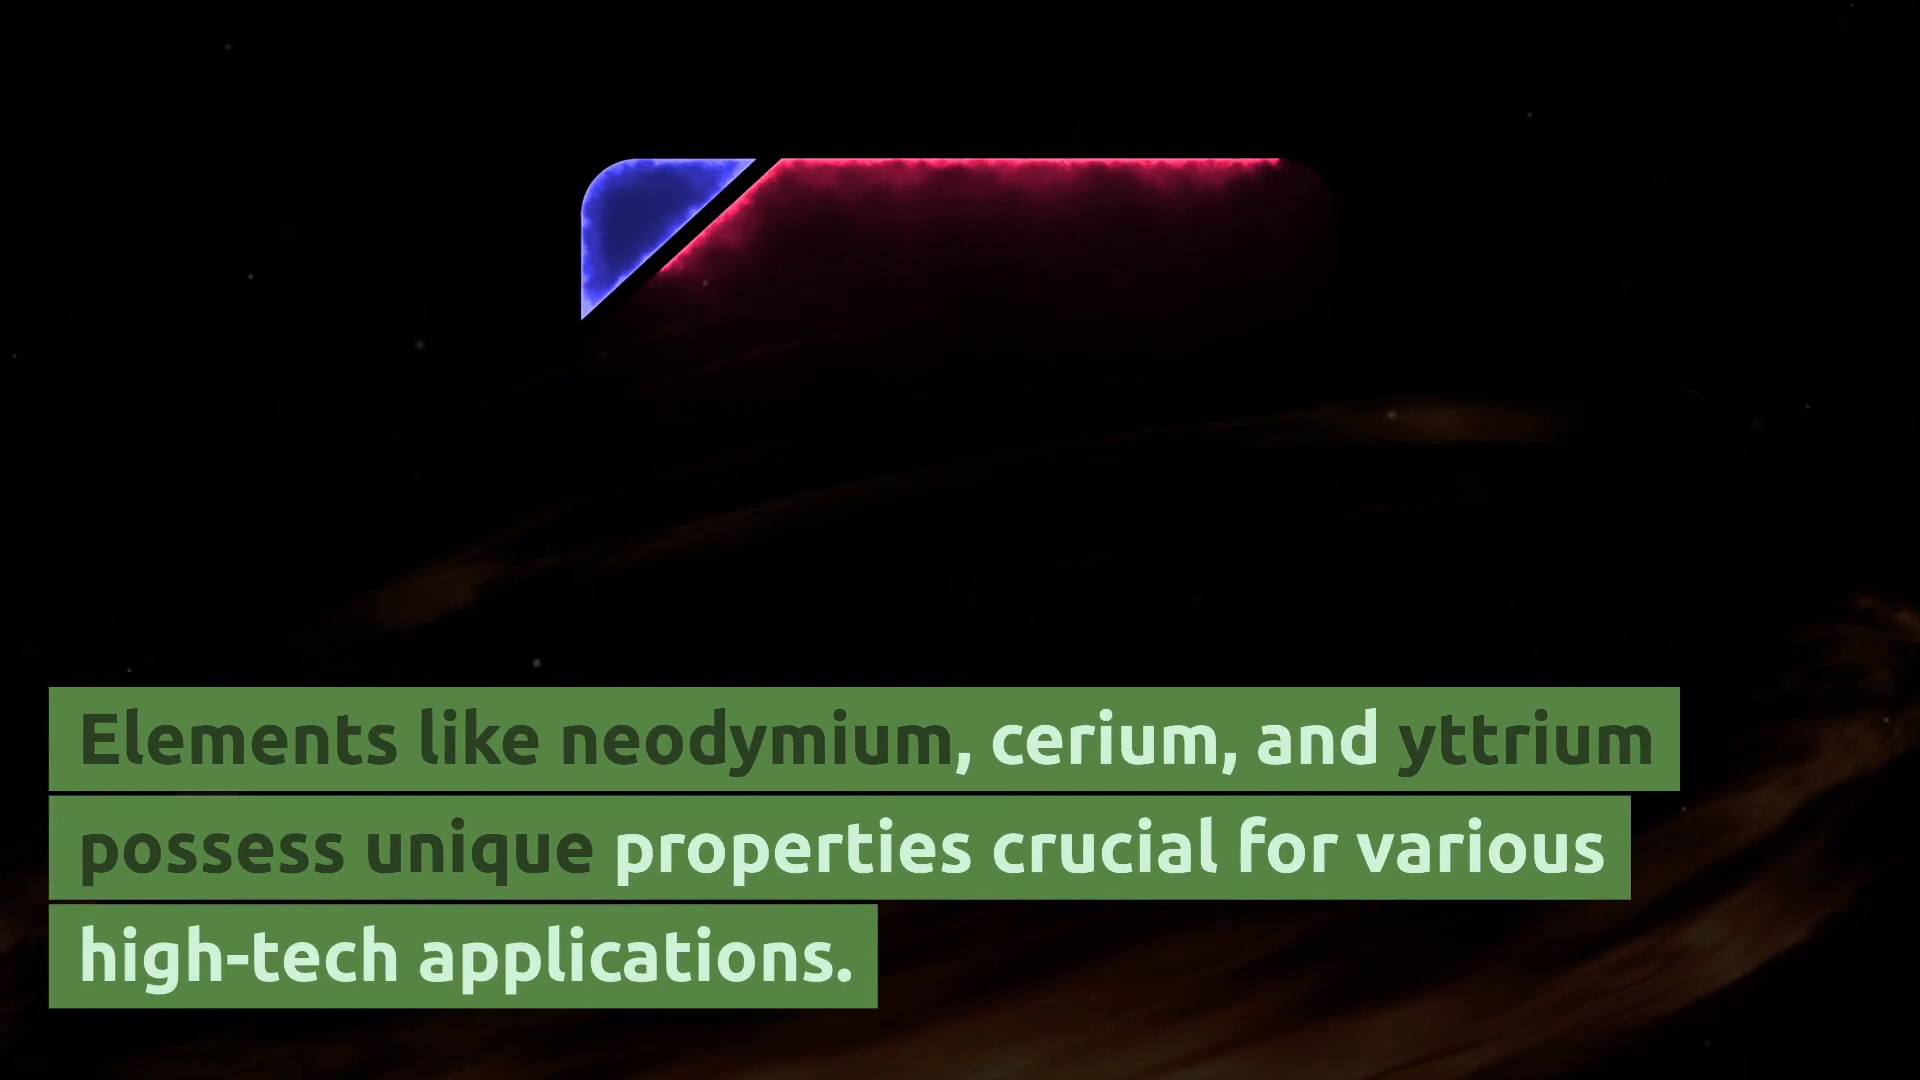 Elements like neodymium, cerium, and yttrium
possess unique properties crucial for various
high-tech applications.